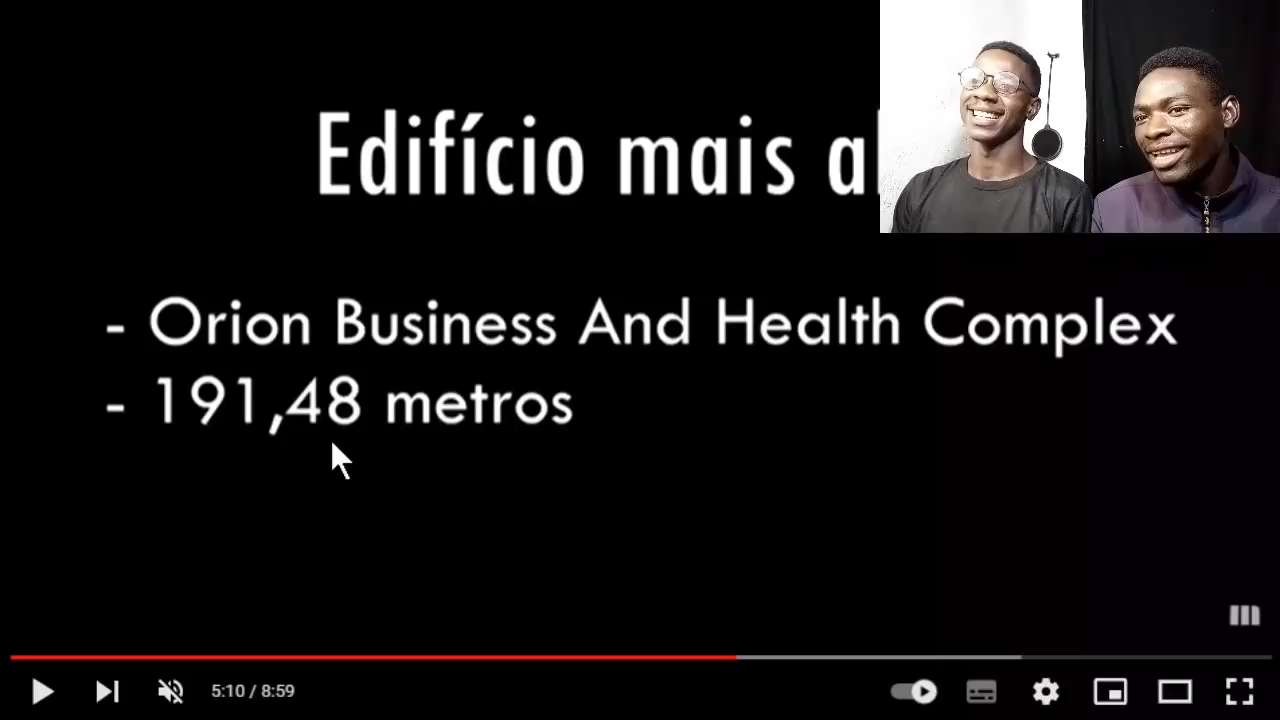 Edifício mais al
- Orion Business And Health Complex
- 191,48 metros
5:10 / 8:59